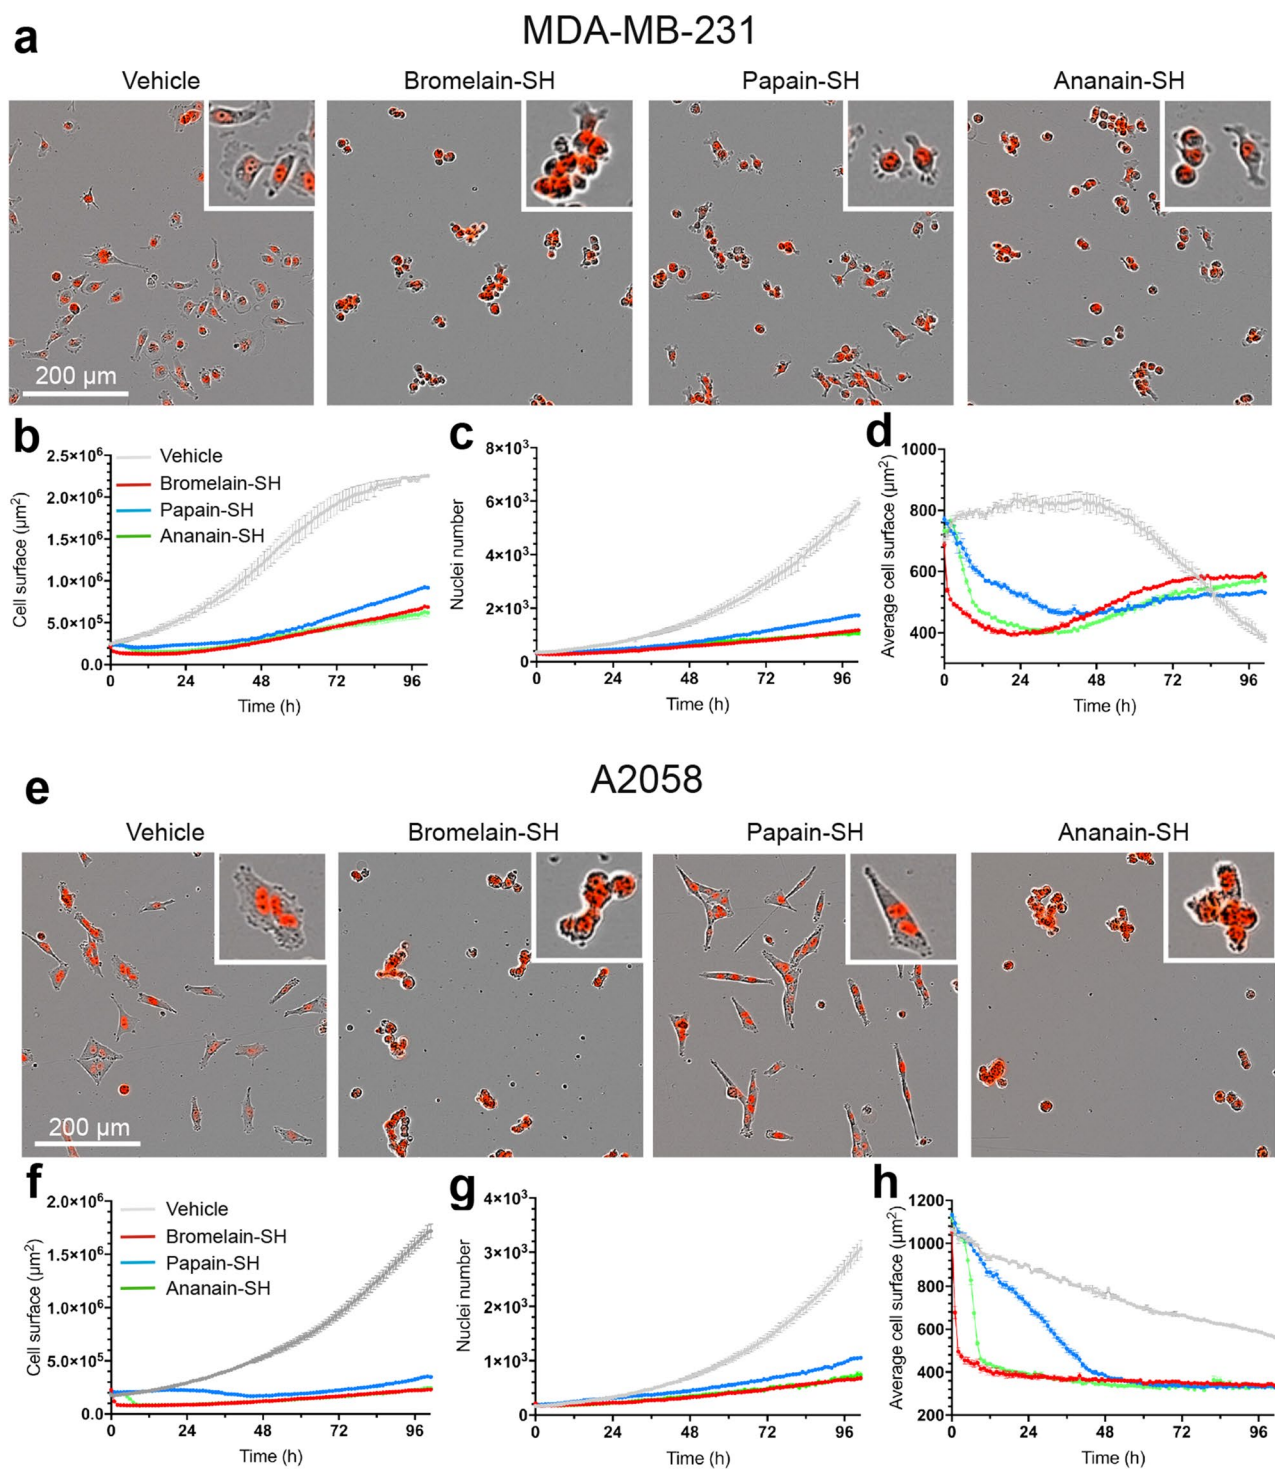 a
MDA-MB-231
Vehicle
Bromelain-SH
Papain-SH
Ananain-SH
200 µm
b
Cell surface (µm²)
2.5×10⁶
2.0×10⁶
1.5×10⁶
1.0×10⁶
5.0×10⁵
0.0
Vehicle
Bromelain-SH
Papain-SH
Ananain-SH
0 24 48 72 96
Time (h)
c
Nuclei number
8×10³
6×10³
4×10³
2×10³
0
0 24 48 72 96
Time (h)
d
Average cell surface (µm²)
1000
800
600
400
0 24 48 72 96
Time (h)
e
A2058
Vehicle
Bromelain-SH
Papain-SH
Ananain-SH
200 µm
f
Cell surface (µm²)
2.0×10⁶
1.5×10⁶
1.0×10⁶
5.0×10⁵
0.0
Vehicle
Bromelain-SH
Papain-SH
Ananain-SH
0 24 48 72 96
Time (h)
g
Nuclei number
4×10³
3×10³
2×10³
1×10³
0
0 24 48 72 96
Time (h)
h
Average cell surface (µm²)
1200
1000
800
600
400
200
0 24 48 72 96
Time (h)